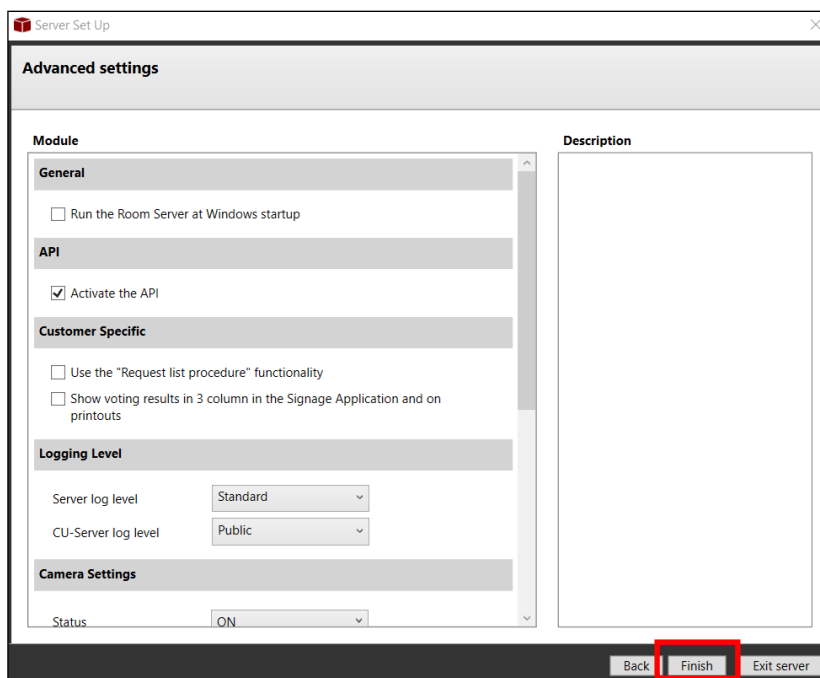 Server Set Up
Advanced settings
Module
Description
General
Run the Room Server at Windows startup
API
Activate the API
Customer Specific
Use the "Request list procedure" functionality
Show voting results in 3 column in the Signage Application and on
printouts
Logging Level
Server log level
Standard
CU-Server log level
Public
Camera Settings
Status
ON
Back
Finish
Exit server